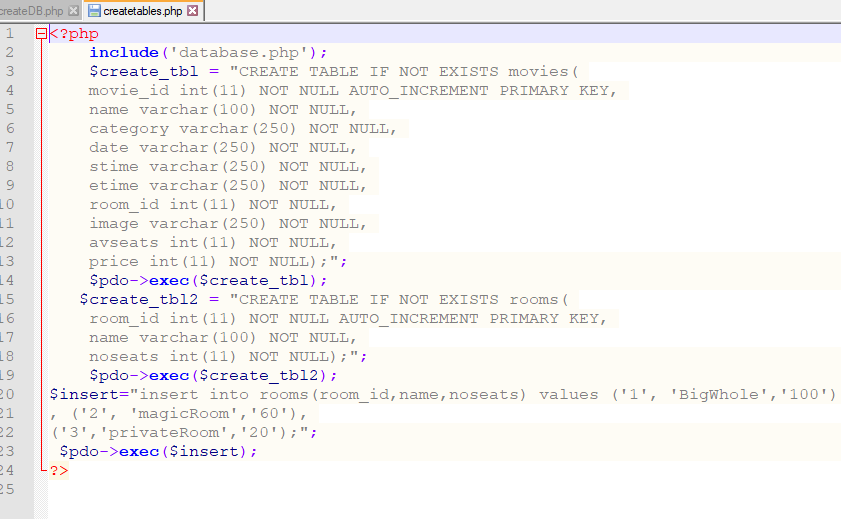 createDB.php createtables.php
1 <?php
2 include('database.php');
3 $create_tbl = "CREATE TABLE IF NOT EXISTS movies(
4 movie_id int(11) NOT NULL AUTO_INCREMENT PRIMARY KEY,
5 name varchar(100) NOT NULL,
6 category varchar(250) NOT NULL,
7 date varchar(250) NOT NULL,
8 stime varchar(250) NOT NULL,
9 etime varchar(250) NOT NULL,
10 room_id int(11) NOT NULL,
11 image varchar(250) NOT NULL,
12 avseats int(11) NOT NULL,
13 price int(11) NOT NULL);";
14 $pdo->exec($create_tbl);
15 $create_tbl2 = "CREATE TABLE IF NOT EXISTS rooms(
16 room_id int(11) NOT NULL AUTO_INCREMENT PRIMARY KEY,
17 name varchar(100) NOT NULL,
18 noseats int(11) NOT NULL);";
19 $pdo->exec($create_tbl2);
20 $insert="insert into rooms(room_id,name,noseats) values ('1', 'BigWhole','100')
21 , ('2', 'magicRoom','60'),
22 ('3','privateRoom','20');";
23 $pdo->exec($insert);
24 ?>
25